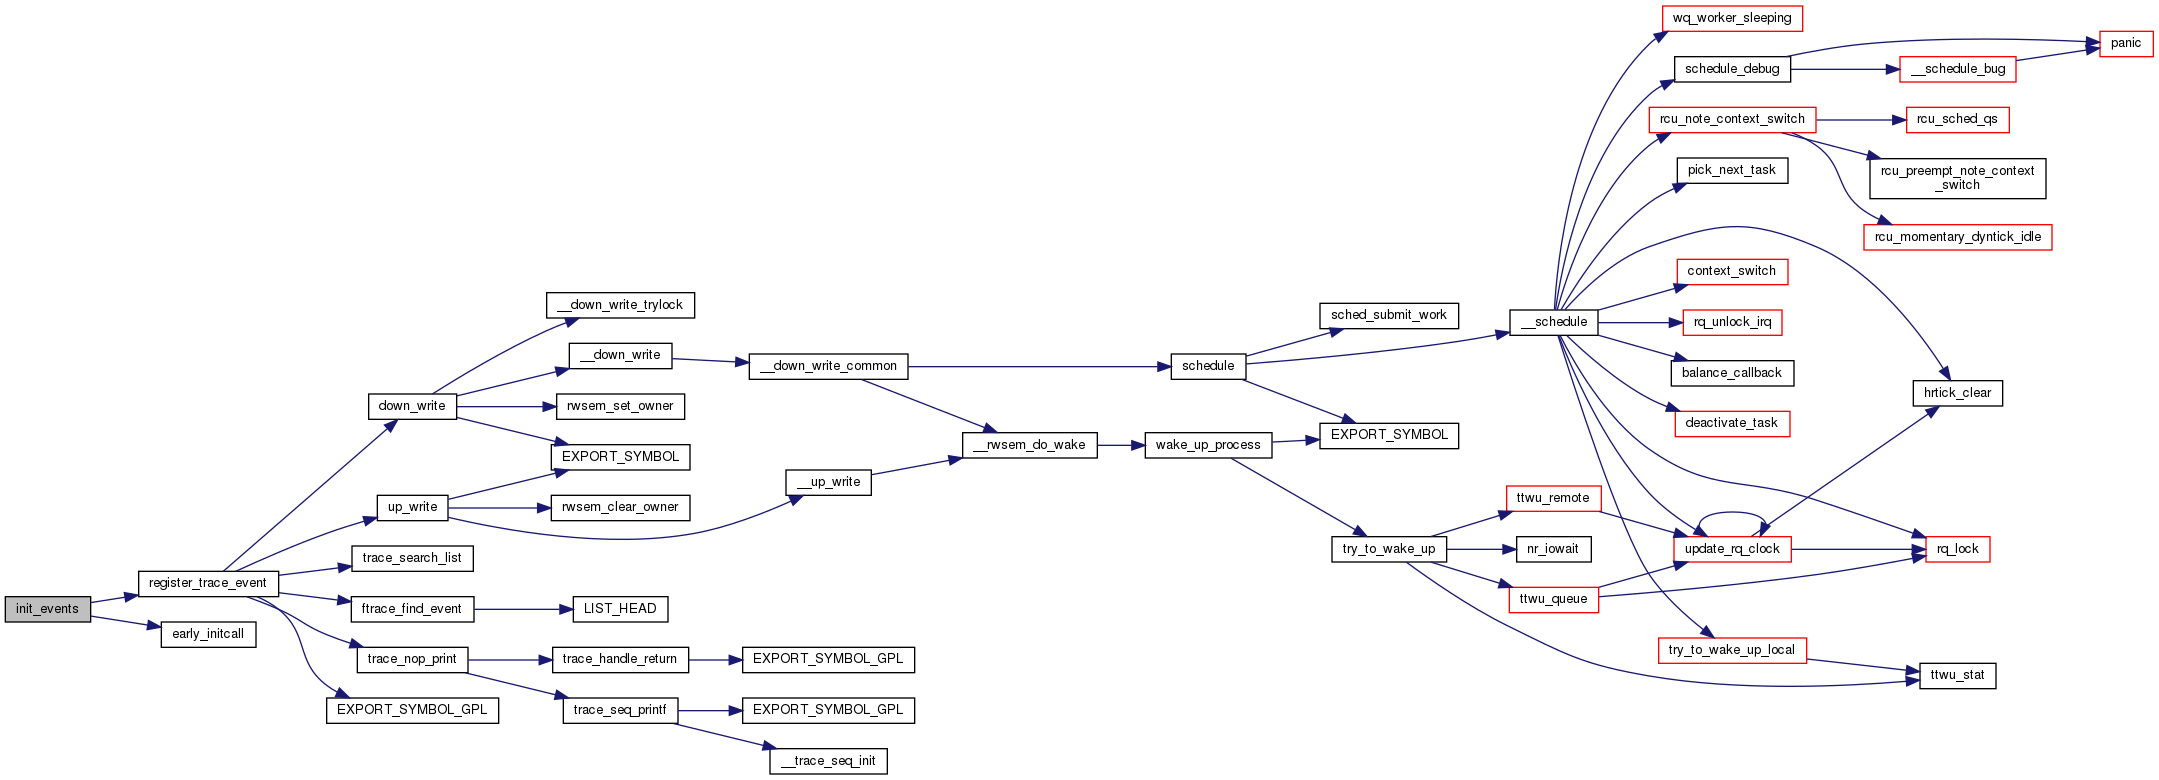 init_events
register_trace_event
early_initcall
down_write
up_write
trace_search_list
ftrace_find_event
trace_nop_print
EXPORT_SYMBOL_GPL
__down_write_trylock
__down_write
rwsem_set_owner
EXPORT_SYMBOL
rwsem_clear_owner
LIST_HEAD
trace_handle_return
trace_seq_printf
__down_write_common
__up_write
EXPORT_SYMBOL_GPL
EXPORT_SYMBOL_GPL
__trace_seq_init
__rwsem_do_wake
schedule
wake_up_process
sched_submit_work
EXPORT_SYMBOL
try_to_wake_up
__schedule
ttwu_remote
nr_iowait
ttwu_queue
wq_worker_sleeping
schedule_debug
rcu_note_context_switch
pick_next_task
context_switch
rq_unlock_irq
balance_callback
deactivate_task
update_rq_clock
try_to_wake_up_local
panic
__schedule_bug
rcu_sched_qs
rcu_preempt_note_context
_switch
rcu_momentary_dyntick_idle
hrtick_clear
rq_lock
ttwu_stat